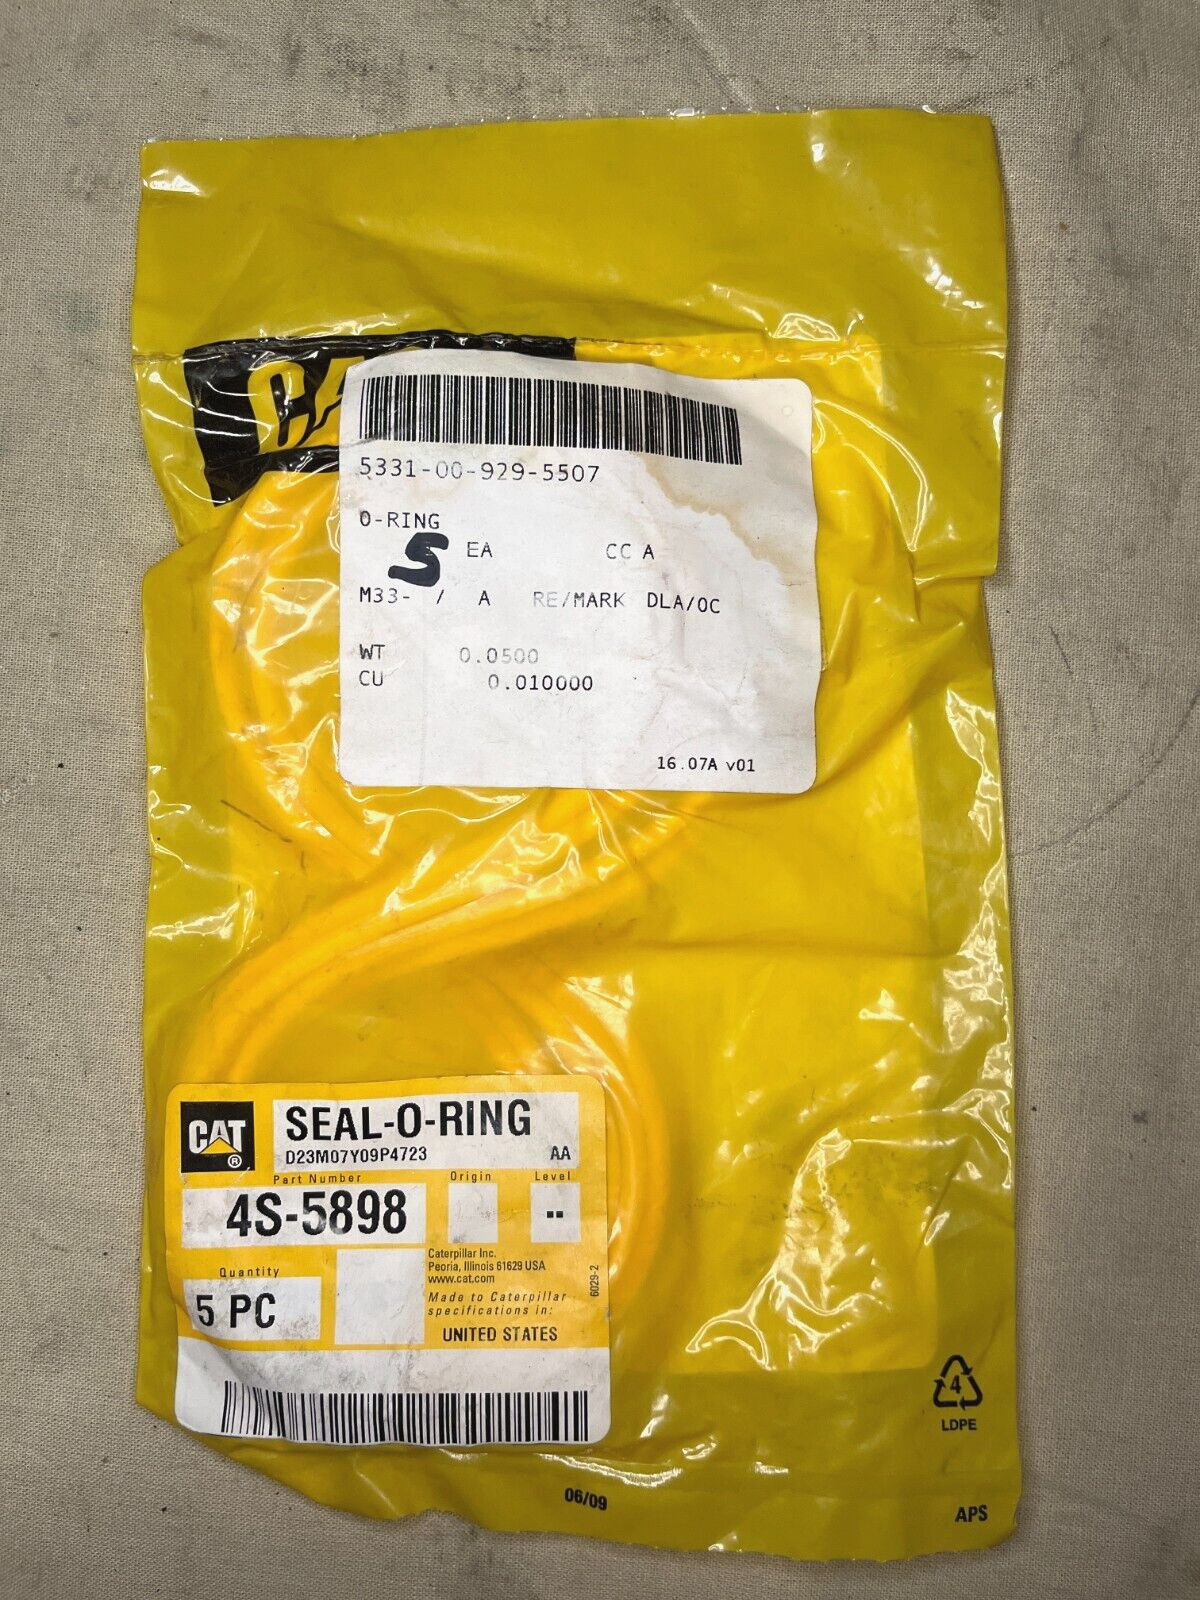 5331-00-929-5507
O-RING
5 EA CC A
M33- / A RE/MARK DLA/OC
WT 0.0500
CU 0.010000
16.07A v01
CAT ®
SEAL-O-RING
D23M07Y09P4723 AA
Part Number Origin Level
4S-5898 --
Caterpillar Inc.
Peoria, Illinois 61629 USA
www.cat.com
Quantity
5 PC
Made to Caterpillar
specifications in:
UNITED STATES
6029-2
4
LDPE
06/09
APS